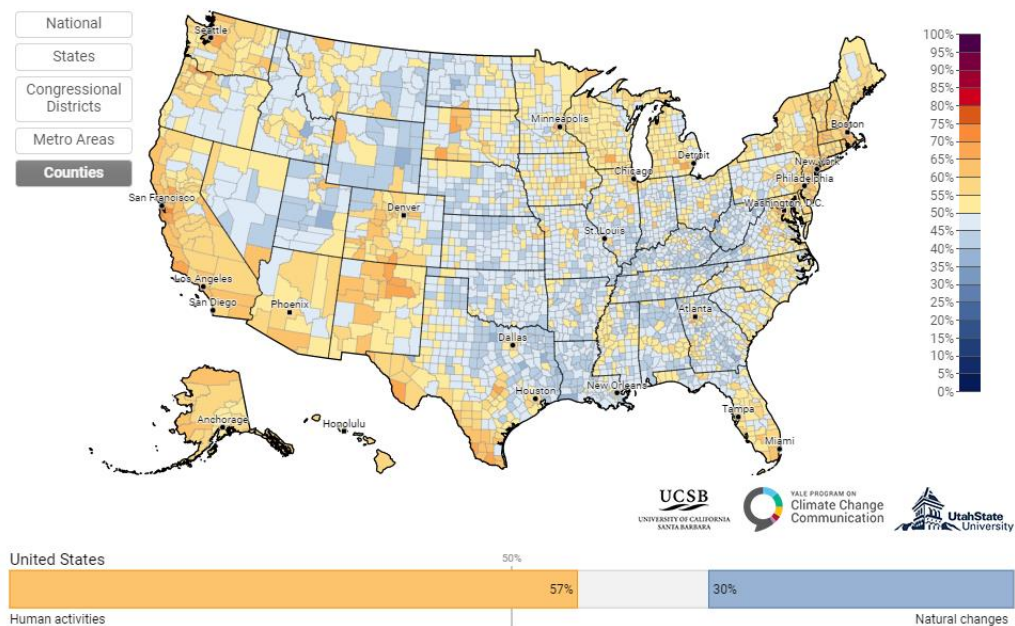 National
States
Congressional
Districts
Metro Areas
Counties
Seattle
Minneapolis
Boston
Detroit
New York
Chicago
Philadelphia
Washington, D.C.
Denver
San Francisco
St. Louis
Los Angeles
San Diego
Phoenix
Atlanta
Dallas
Houston
New Orleans
Tampa
Miami
Anchorage
Honolulu
100%
95%
90%
85%
80%
75%
70%
65%
60%
55%
50%
45%
40%
35%
30%
25%
20%
15%
10%
5%
0%
UCSB
UNIVERSITY OF CALIFORNIA
SANTA BARBARA
YALE PROGRAM ON
Climate Change
Communication
UtahState
University
United States
50%
57%
30%
Human activities
Natural changes